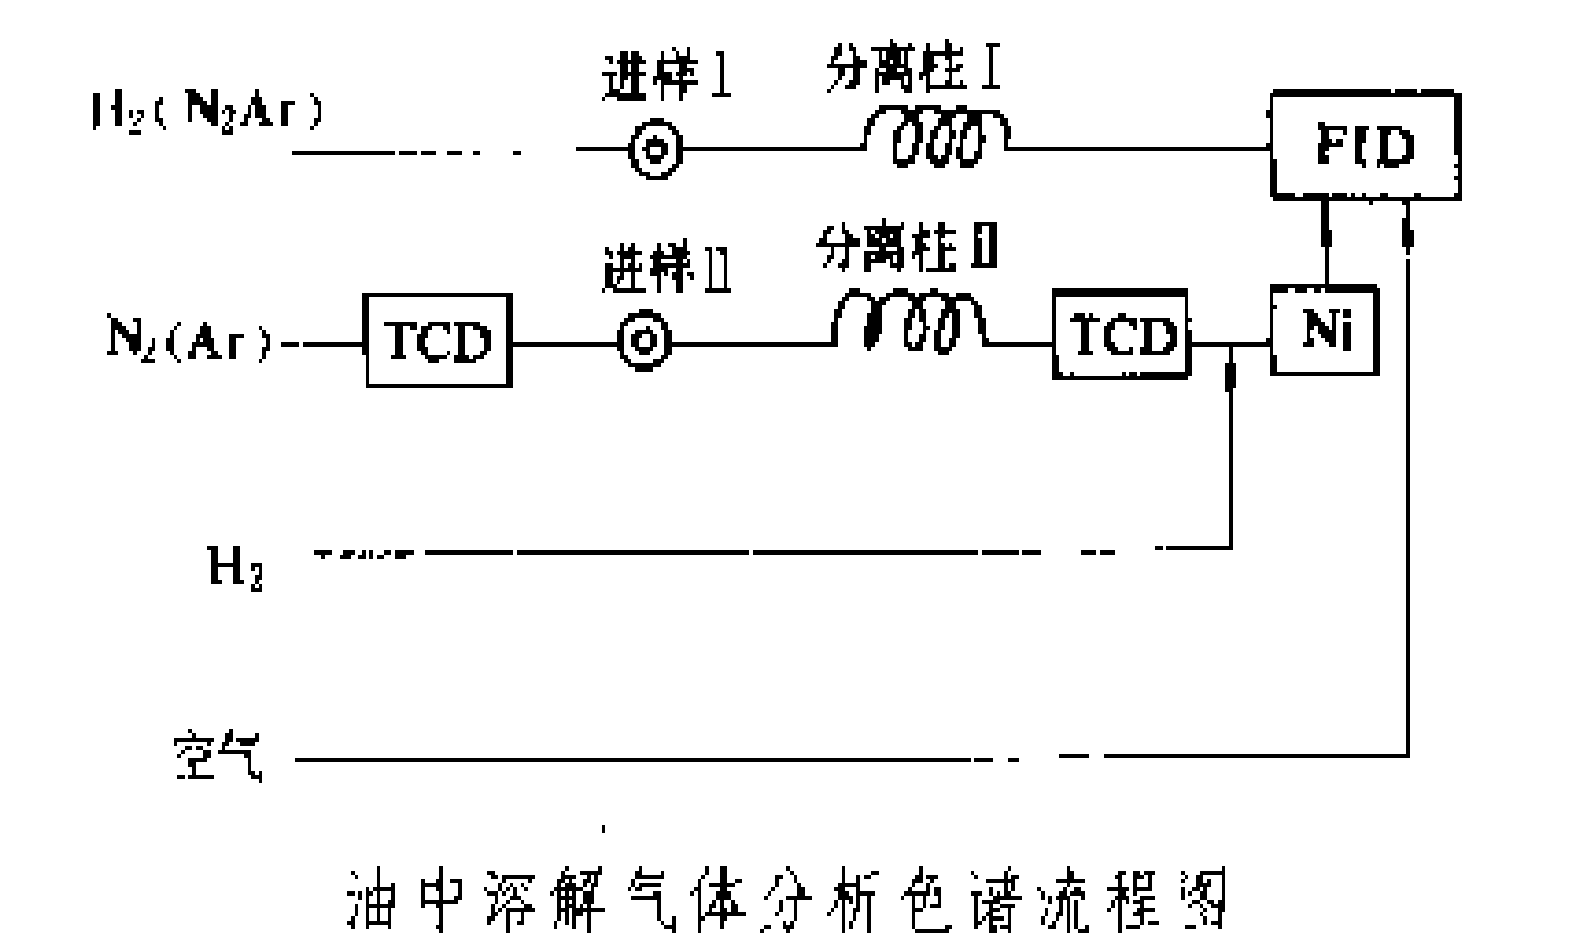 进样Ⅰ
分离柱Ⅰ
H₂(N₂Ar)
FID
进样Ⅱ
分离柱Ⅱ
N₂(Ar)
TCD
TCD
Ni
H₂
空气
油中溶解气体分析色谱流程图